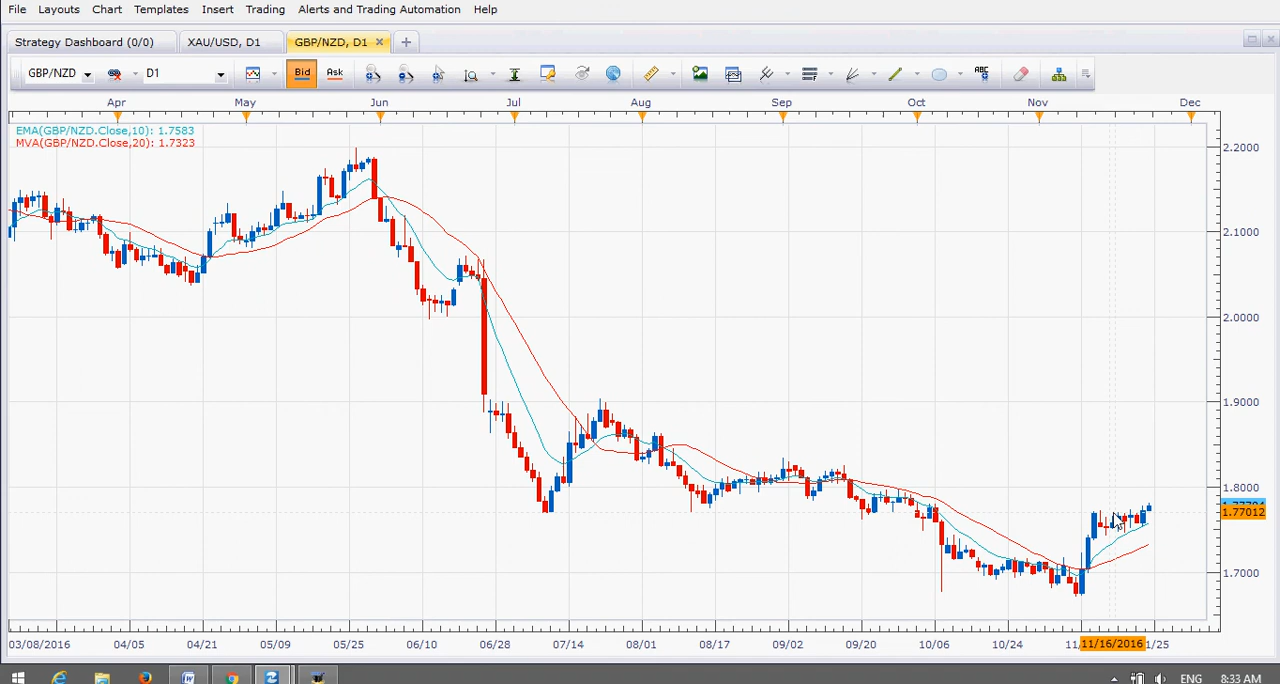 File Layouts Chart Templates Insert Trading Alerts and Trading Automation Help
Strategy Dashboard (0/0) XAU/USD, D1 GBP/NZD, D1
GBP/NZD D1 Bid Ask ABC
Apr May Jun Jul Aug Sep Oct Nov Dec
EMA(GBP/NZD.Close,10): 1.7583
MVA(GBP/NZD.Close,20): 1.7323
2.2000
2.1000
2.0000
1.9000
1.8000
1.77012
1.7000
03/08/2016 04/05 04/21 05/09 05/25 06/10 06/28 07/14 08/01 08/17 09/02 09/20 10/06 10/24 11/16/2016 1/25
ENG 8:33 AM